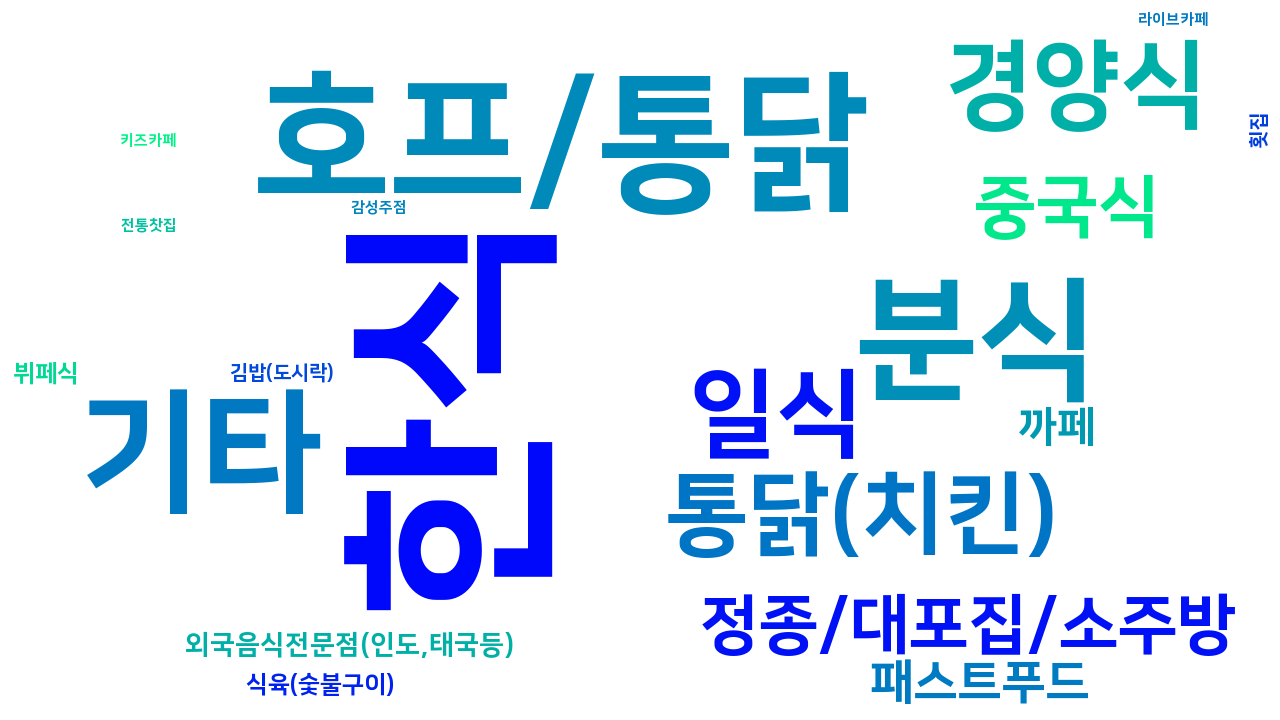 라이브카페
경양식
호프/통닭
횟집
키즈카페
중국식
감성주점
전통찻집
한식
분식
뷔페식
김밥(도시락)
일식
기타
까페
통닭(치킨)
정종/대포집/소주방
외국음식전문점(인도,태국등)
식육(숯불구이)
패스트푸드